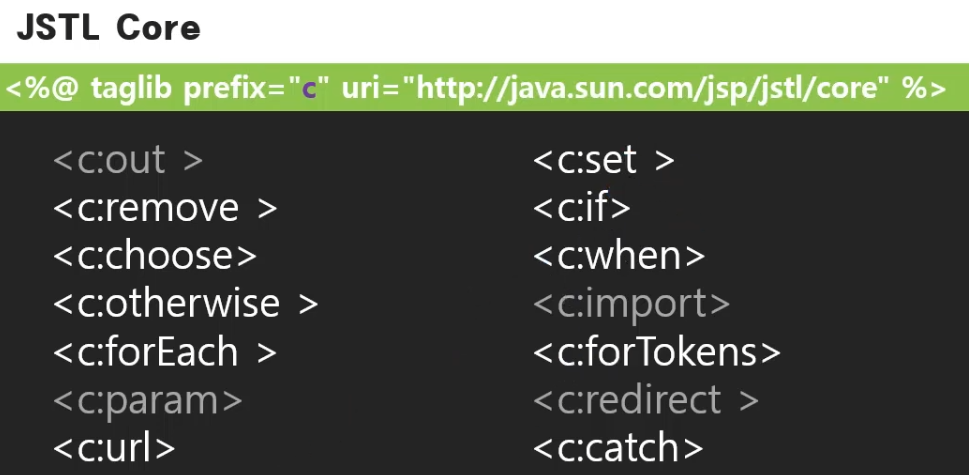 JSTL Core
<%@ taglib prefix="c" uri="http://java.sun.com/jsp/jstl/core" %>
<c:out > <c:set >
<c:remove > <c:if>
<c:choose> <c:when>
<c:otherwise > <c:import>
<c:forEach > <c:forTokens>
<c:param> <c:redirect >
<c:url> <c:catch>